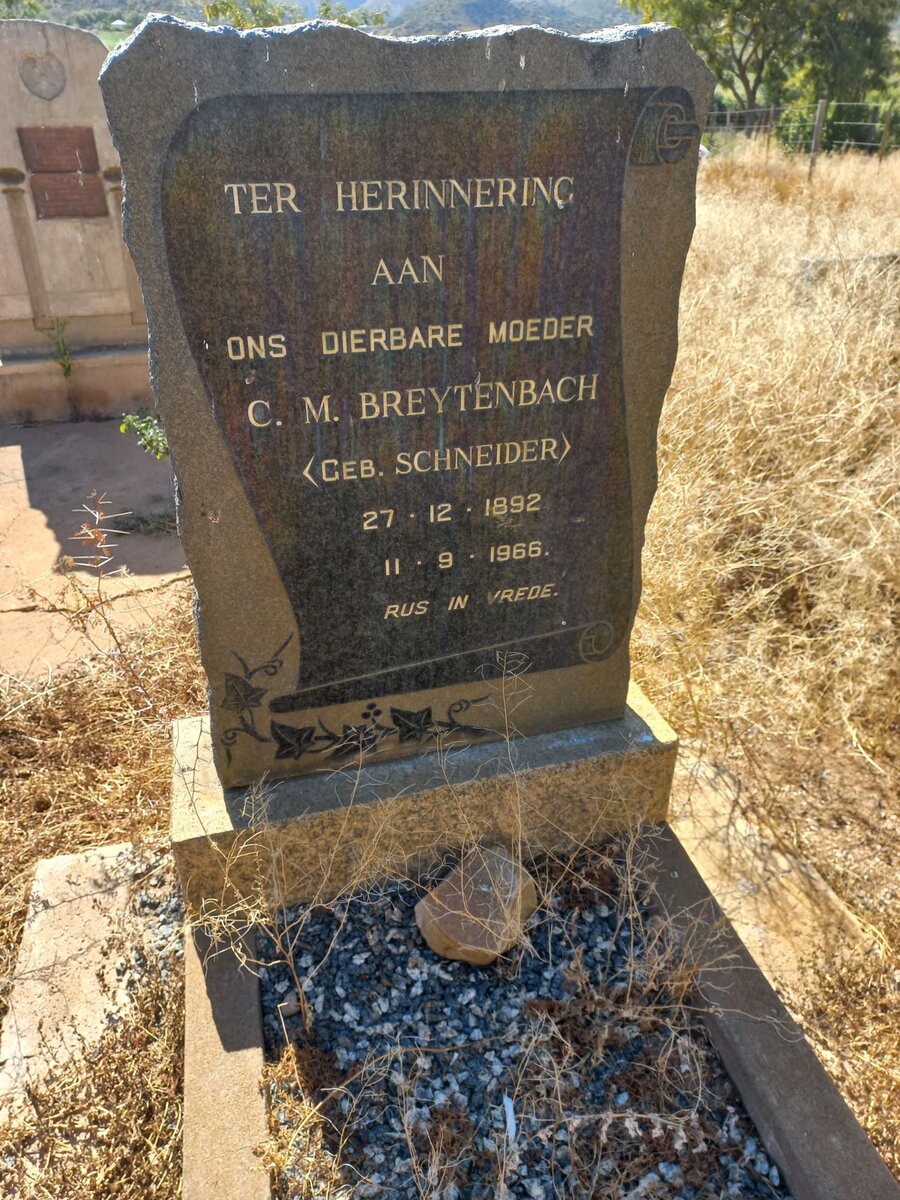 TER HERINNERING
AAN
ONS DIERBARE MOEDER
C. M. BREYTENBACH
(GEB. SCHNEIDER)
27 · 12 · 1892
11 · 9 · 1966.
RUS IN VREDE.